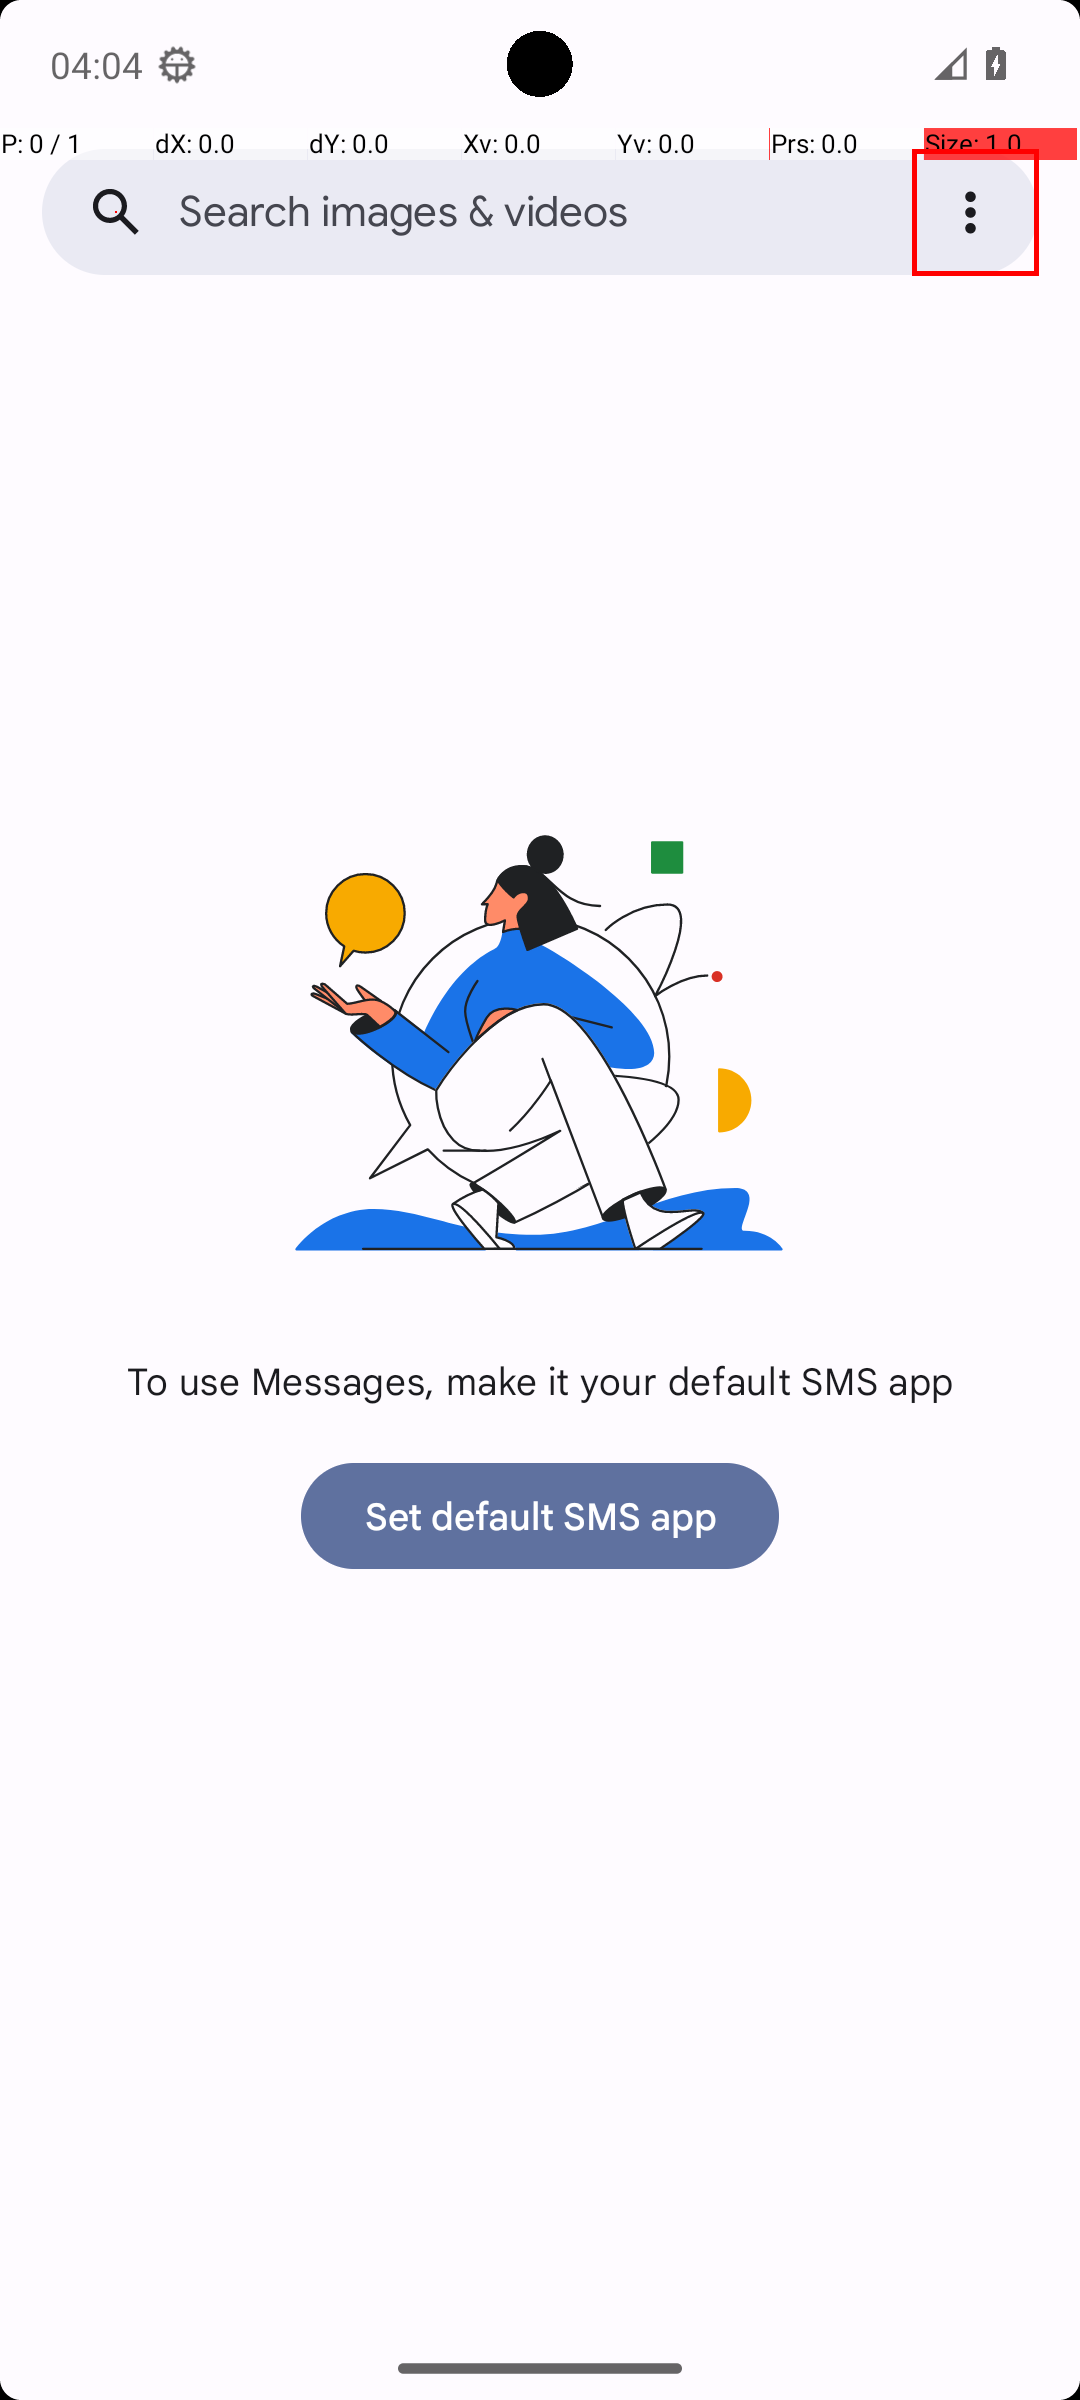 04:04
P: 0 / 1 dX: 0.0 dY: 0.0 Xv: 0.0 Yv: 0.0 Prs: 0.0 Size: 1.0
Search images & videos
To use Messages, make it your default SMS app
Set default SMS app